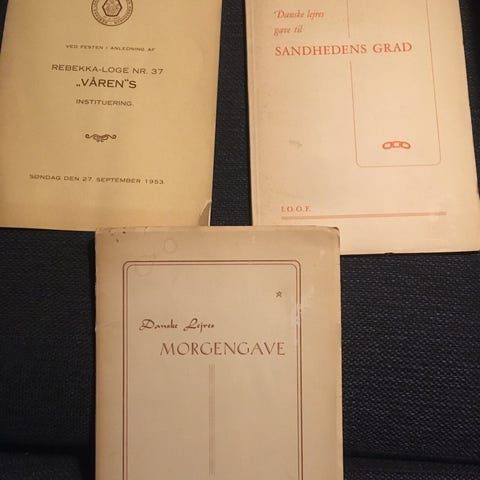 VED FESTEN I ANLEDNING AF
REBEKKA-LOGE NR. 37
„VÅREN"S
INSTITUERING.
SØNDAG DEN 27. SEPTEMBER 1953.
Danske lejres
gave til
SANDHEDENS GRAD
I.O.O.F.
Danske Lejres
MORGENGAVE